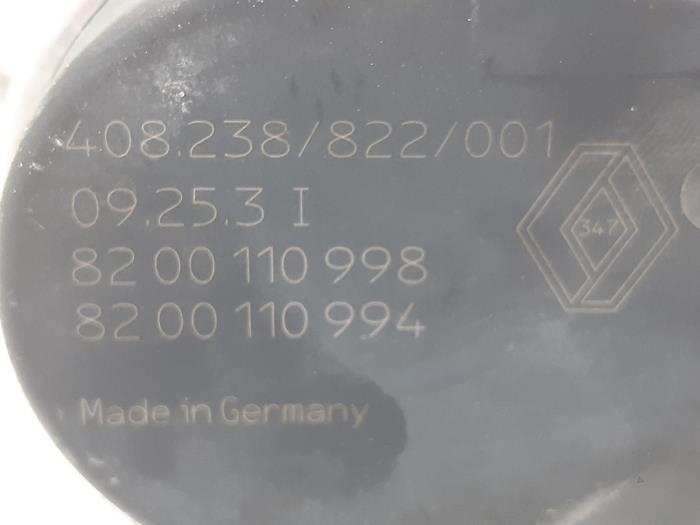 408.238/822/001
09.25.3 I
347
82 00 110 998
82 00 110 994
Made in Germany